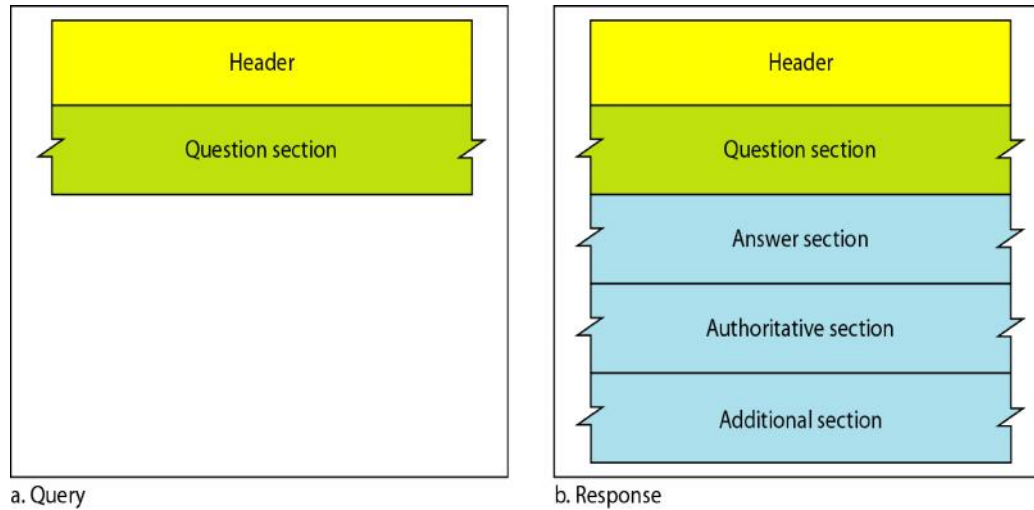 Header
Question section
a. Query
Header
Question section
Answer section
Authoritative section
Additional section
b. Response